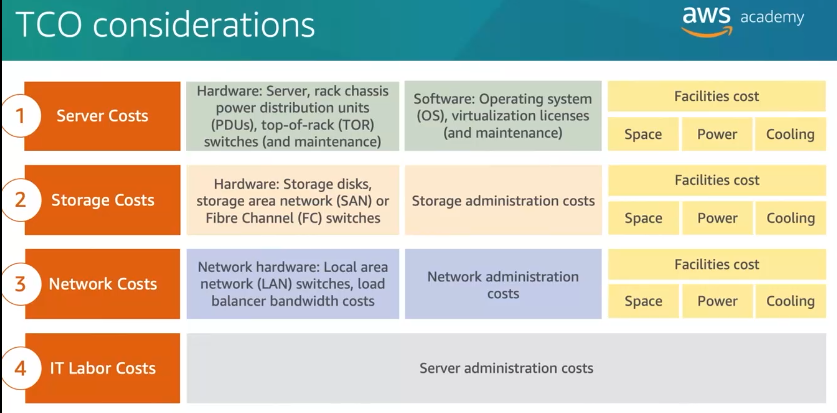 TCO considerations
aws academy
1
Server Costs
Hardware: Server, rack chassis
power distribution units
(PDUs), top-of-rack (TOR)
switches (and maintenance)
Software: Operating system
(OS), virtualization licenses
(and maintenance)
Facilities cost
Space
Power
Cooling
2
Storage Costs
Hardware: Storage disks,
storage area network (SAN) or
Fibre Channel (FC) switches
Storage administration costs
Facilities cost
Space
Power
Cooling
3
Network Costs
Network hardware: Local area
network (LAN) switches, load
balancer bandwidth costs
Network administration
costs
Facilities cost
Space
Power
Cooling
4
IT Labor Costs
Server administration costs